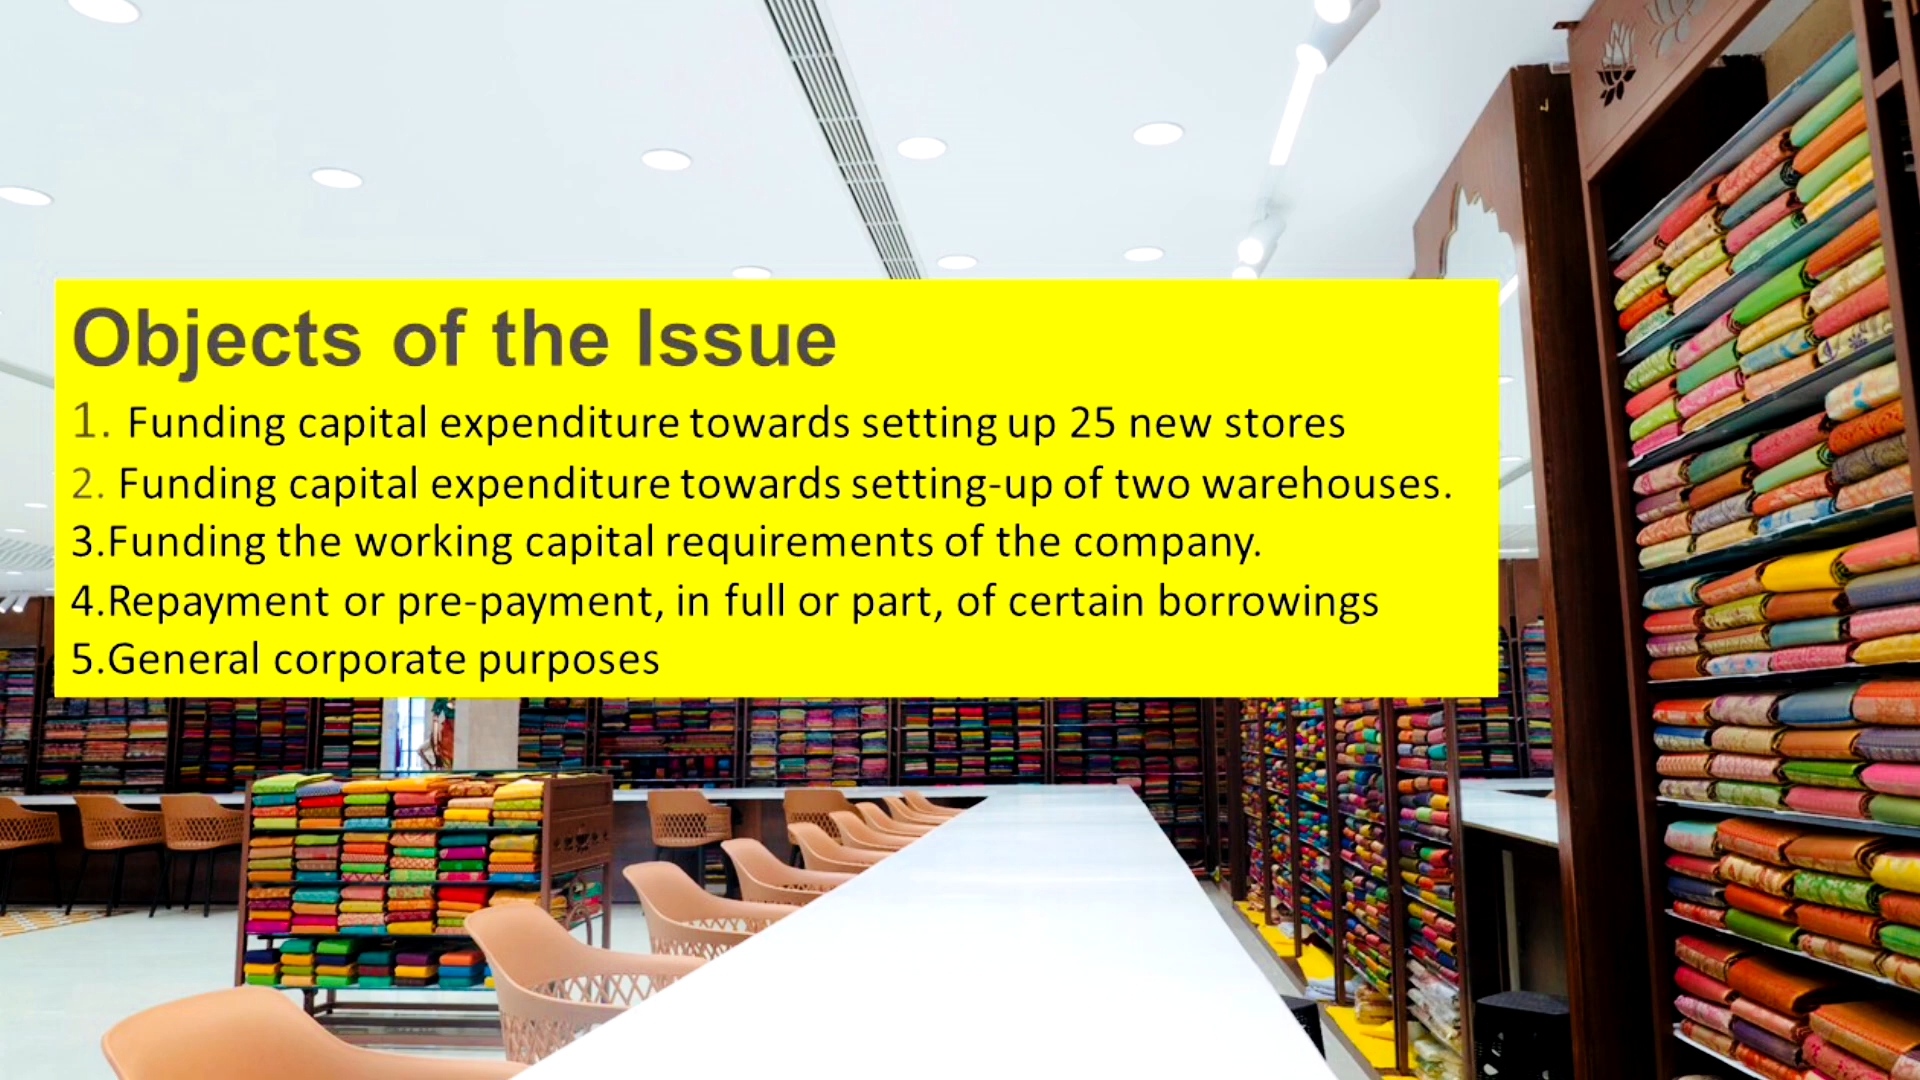 Objects of the Issue
1. Funding capital expenditure towards setting up 25 new stores
2. Funding capital expenditure towards setting-up of two warehouses.
3.Funding the working capital requirements of the company.
4.Repayment or pre-payment, in full or part, of certain borrowings
5.General corporate purposes